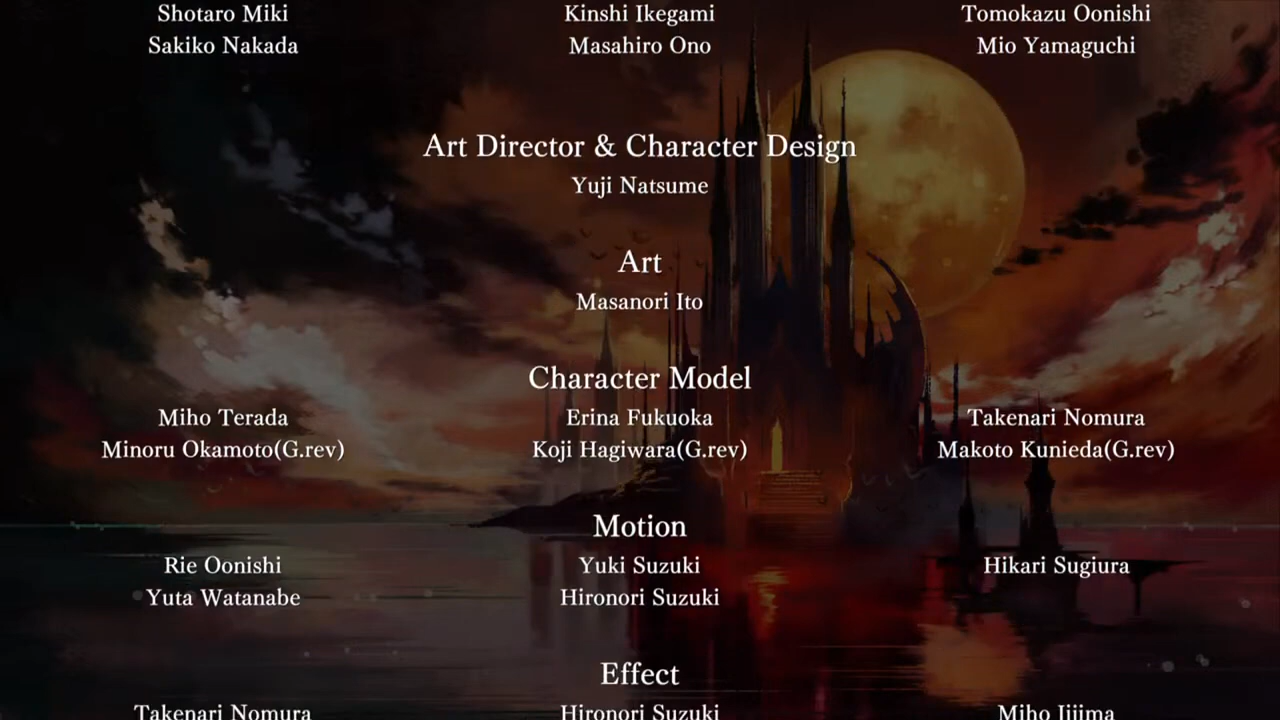 Shotaro Miki Kinshi Ikegami Tomokazu Oonishi
Sakiko Nakada Masahiro Ono Mio Yamaguchi
Art Director & Character Design
Yuji Natsume
Art
Masanori Ito
Character Model
Miho Terada Erina Fukuoka Takenari Nomura
Minoru Okamoto(G.rev) Koji Hagiwara(G.rev) Makoto Kunieda(G.rev)
Motion
Rie Oonishi Yuki Suzuki Hikari Sugiura
Yuta Watanabe Hironori Suzuki
Effect
Takenari Nomura Hironori Suzuki Miho Iijima